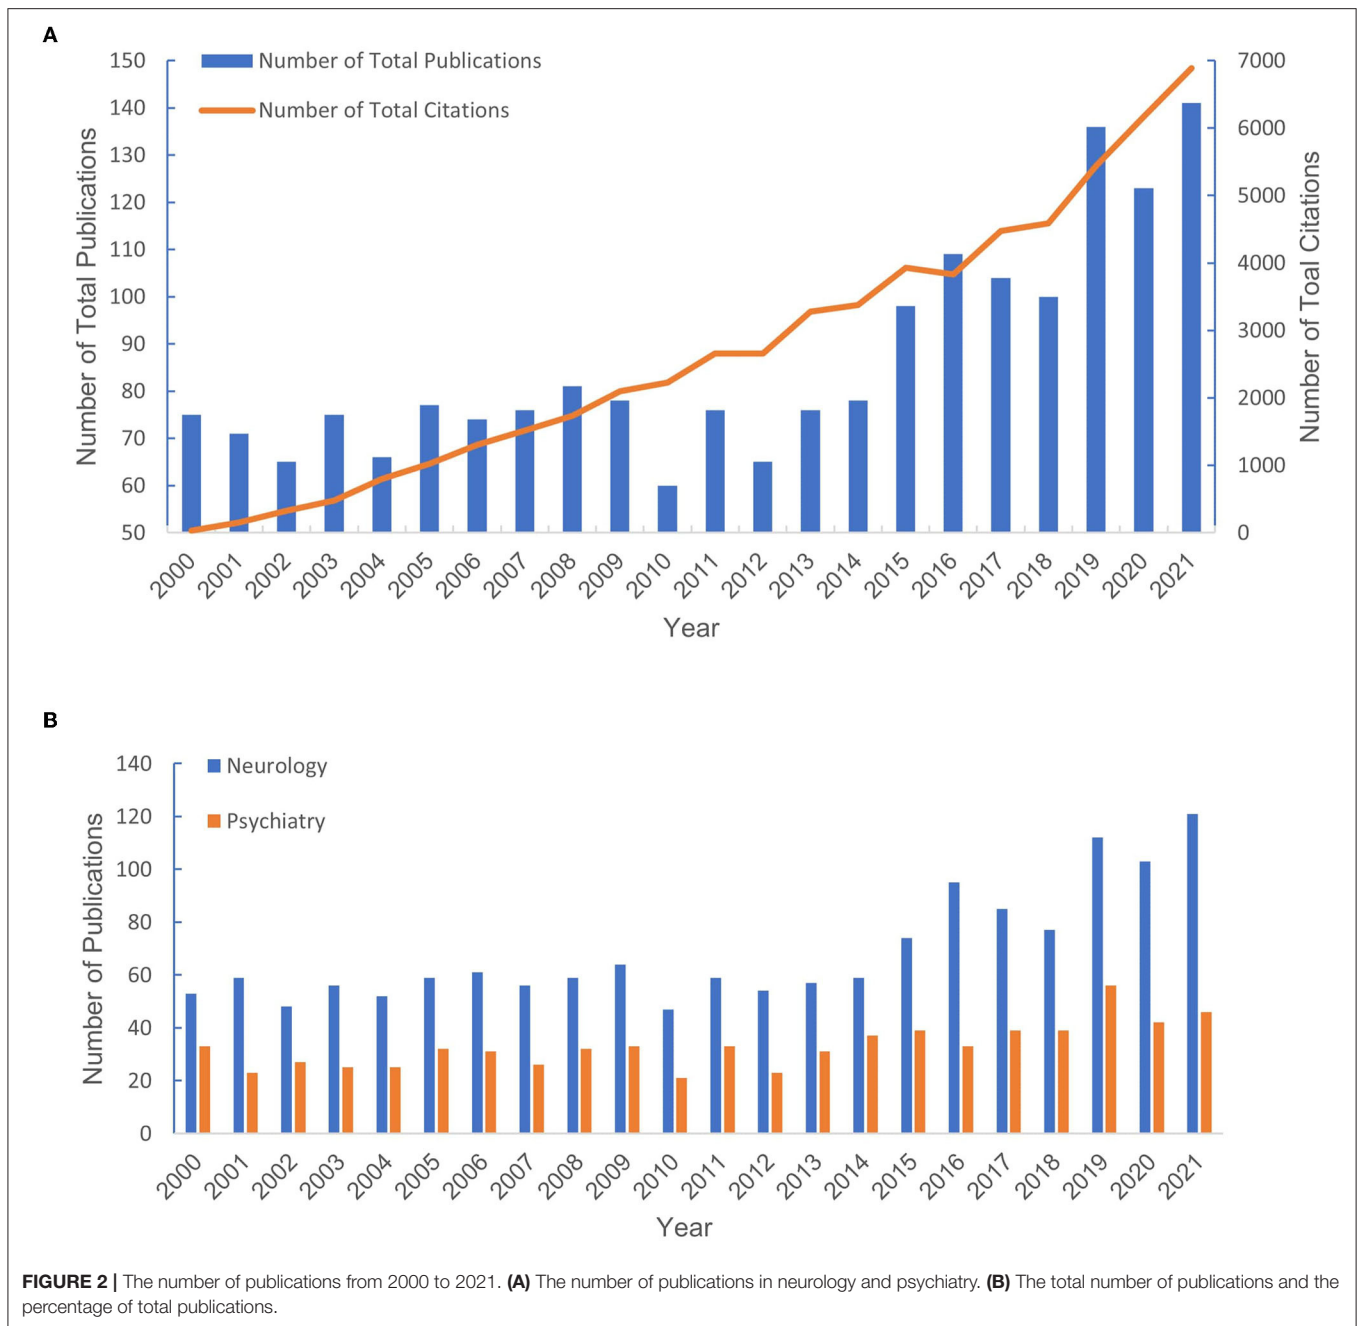 A
Number of Total Publications
Number of Total Citations
150
140
130
120
110
100
90
80
70
60
50
Number of Total Publications
7000
6000
5000
4000
3000
2000
1000
0
Number of Toal Citations
2000 2001 2002 2003 2004 2005 2006 2007 2008 2009 2010 2011 2012 2013 2014 2015 2016 2017 2018 2019 2020 2021
Year
B
Neurology
Psychiatry
140
120
100
80
60
40
20
0
Number of Publications
2000 2001 2002 2003 2004 2005 2006 2007 2008 2009 2010 2011 2012 2013 2014 2015 2016 2017 2018 2019 2020 2021
Year
FIGURE 2 | The number of publications from 2000 to 2021. (A) The number of publications in neurology and psychiatry. (B) The total number of publications and the
percentage of total publications.